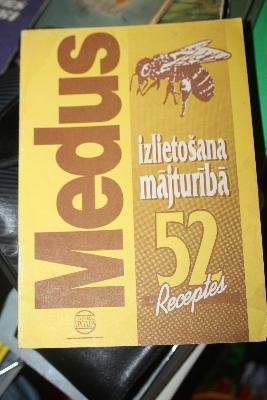 Medus
izlietošana
mājturībā
52
Receptes